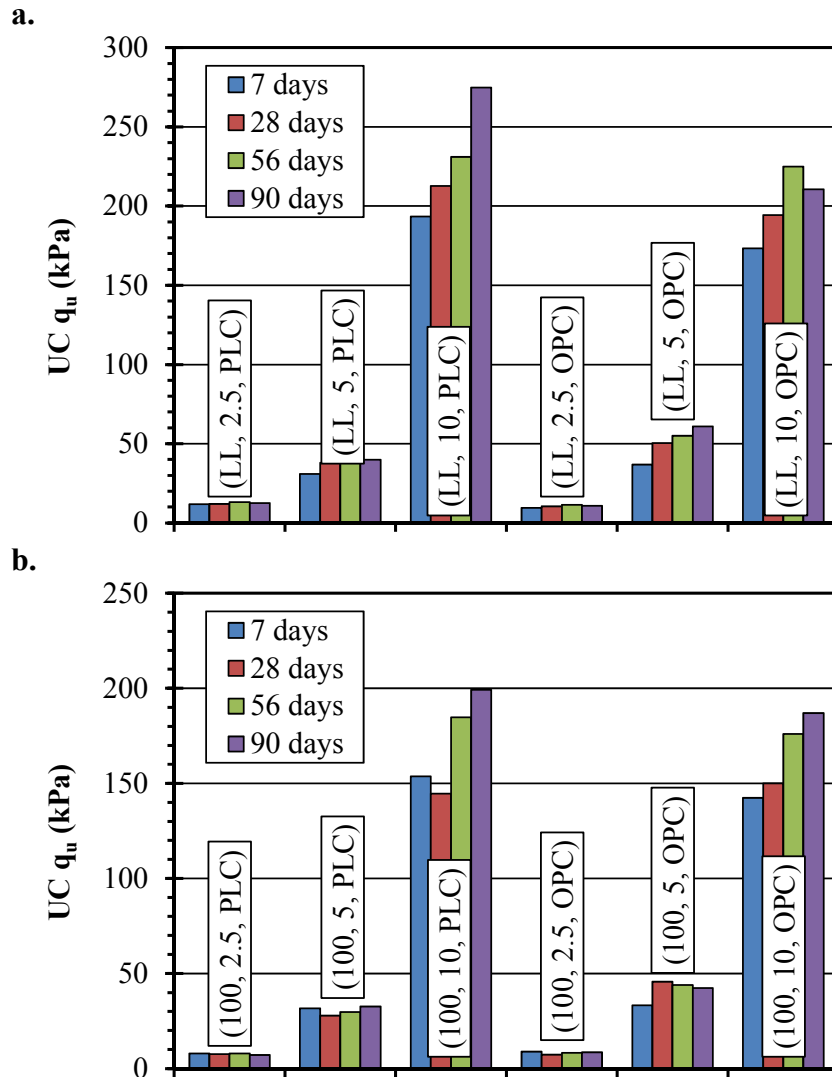 a.
300
250
200
150
100
50
0
UC qu (kPa)
7 days
28 days
56 days
90 days
(LL, 2.5, PLC)
(LL, 5, PLC)
(LL, 10, PLC)
(LL, 2.5, OPC)
(LL, 5, OPC)
(LL, 10, OPC)
b.
250
200
150
100
50
0
UC qu (kPa)
7 days
28 days
56 days
90 days
(100, 2.5, PLC)
(100, 5, PLC)
(100, 10, PLC)
(100, 2.5, OPC)
(100, 5, OPC)
(100, 10, OPC)